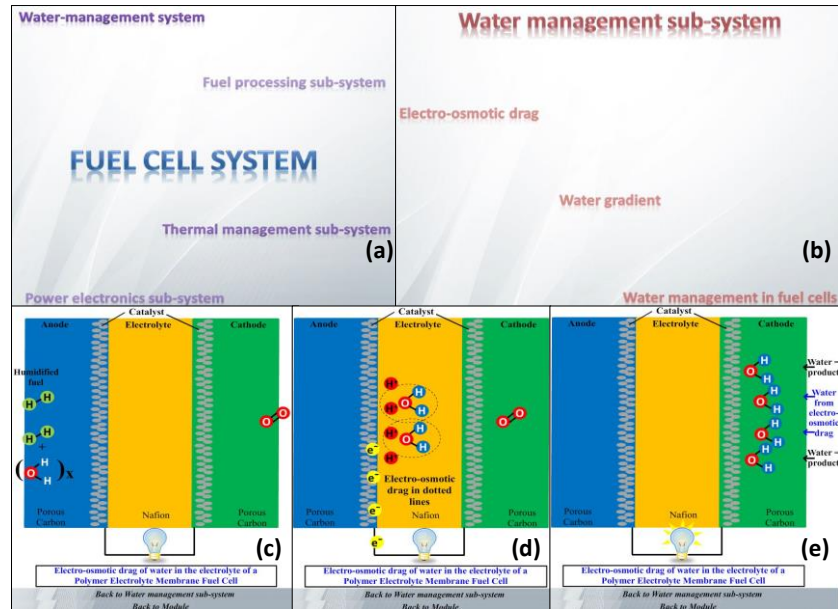 Water-management system
Fuel processing sub-system
FUEL CELL SYSTEM
Thermal management sub-system
(a)
Power electronics sub-system
Water management sub-system
Electro-osmotic drag
Water gradient
(b)
Water management in fuel cells
Catalyst
Anode
Electrolyte
Cathode
Humidified
fuel
H H
O O
H H
+
( O H H )x
Porous
Carbon
Nafion
Porous
Carbon
(c)
Electro-osmotic drag of water in the electrolyte of a
Polymer Electrolyte Membrane Fuel Cell
Back to Water management sub-system
Back to Module
Catalyst
Anode
Electrolyte
Cathode
H+
H
O H
H+
O O
H+
H
O H
H+
e-
e-
e-
e-
Electro-osmotic
drag in dotted
lines
Porous
Carbon
Nafion
Porous
Carbon
(d)
Electro-osmotic drag of water in the electrolyte of a
Polymer Electrolyte Membrane Fuel Cell
Back to Water management sub-system
Back to Module
Catalyst
Anode
Electrolyte
Cathode
H
O H
H
O H
H
O H
H
O H
Water –
product
Water
from
electro-
osmotic
drag
Water –
product
Porous
Carbon
Nafion
Porous
Carbon
(e)
Electro-osmotic drag of water in the electrolyte of a
Polymer Electrolyte Membrane Fuel Cell
Back to Water management sub-system
Back to Module